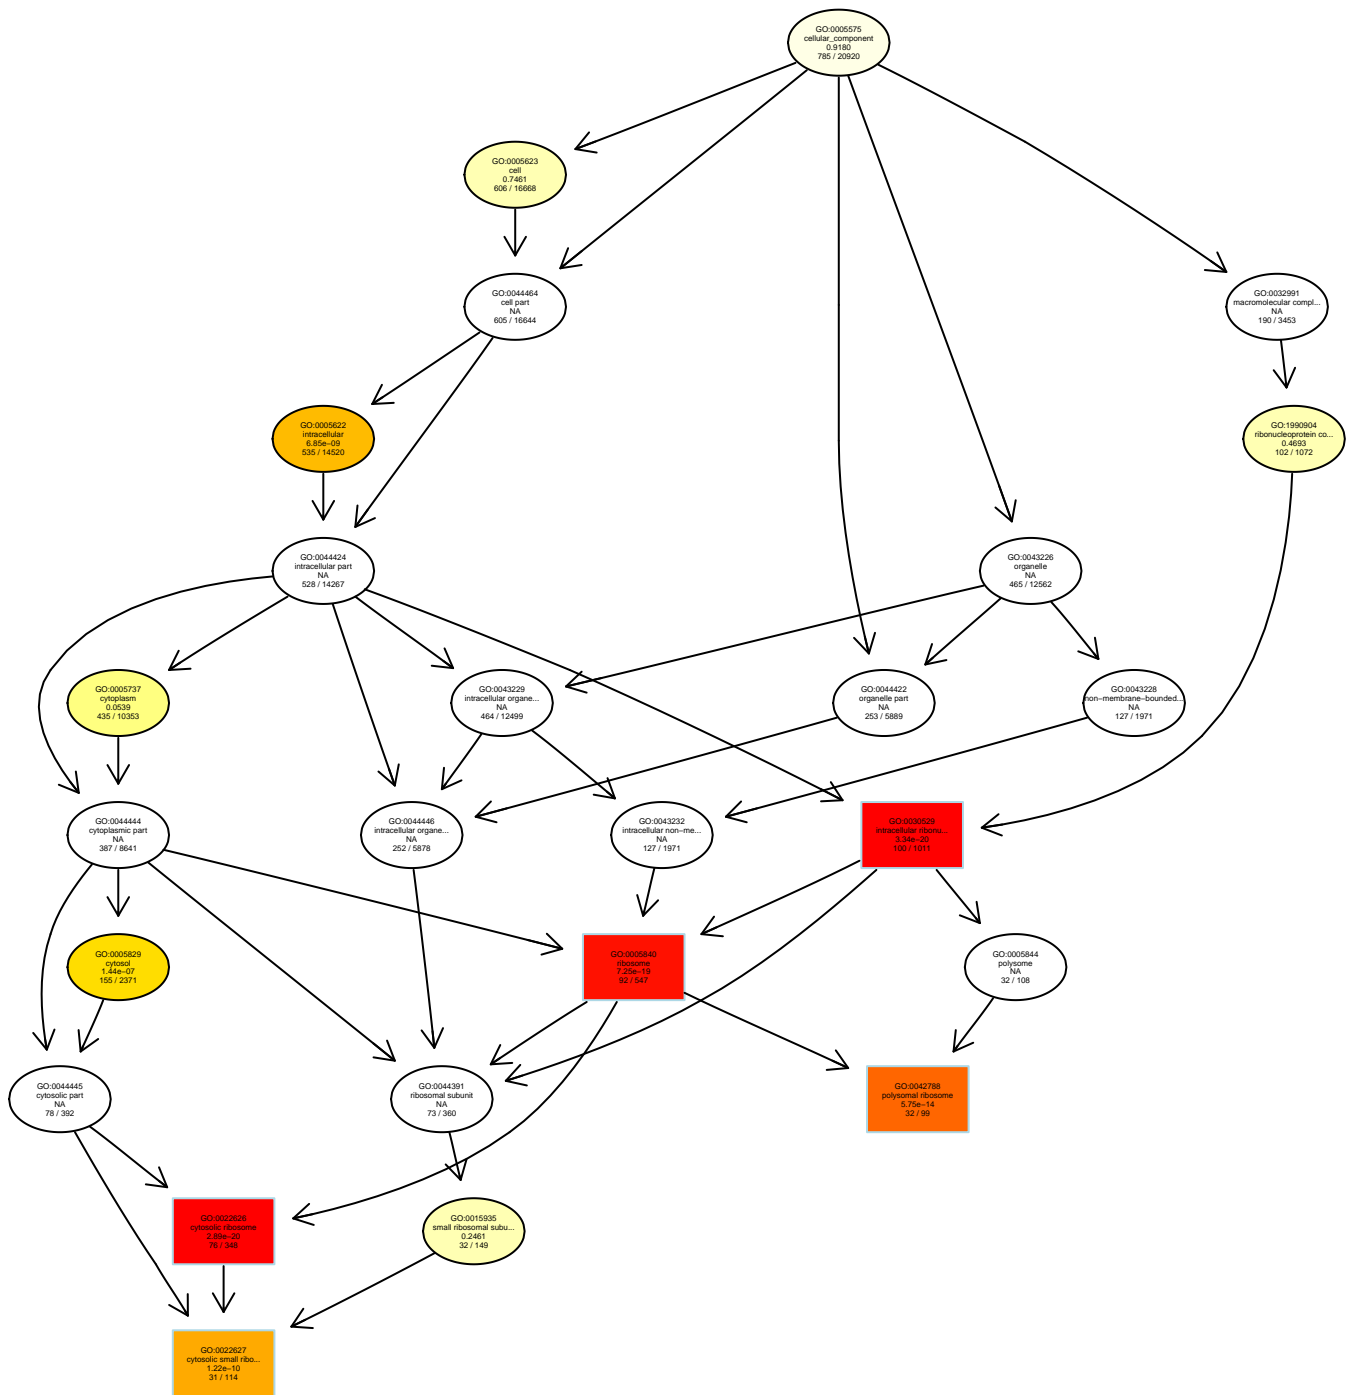 GO:0005575
cellular_component
0.9180
785 / 20920
GO:0005623
cell
0.7461
606 / 16668
GO:0044464
cell part
NA
605 / 16644
GO:0032991
macromolecular compl...
NA
190 / 3453
GO:0005622
intracellular
6.85e−09
535 / 14520
GO:1990904
ribonucleoprotein co...
0.4693
102 / 1072
GO:0044424
intracellular part
NA
528 / 14267
GO:0043226
organelle
NA
465 / 12562
GO:0005737
cytoplasm
0.0539
435 / 10353
GO:0043229
intracellular organe...
NA
464 / 12499
GO:0044422
organelle part
NA
253 / 5889
GO:0043228
non−membrane−bounded...
NA
127 / 1971
GO:0044444
cytoplasmic part
NA
387 / 8641
GO:0044446
intracellular organe...
NA
252 / 5878
GO:0043232
intracellular non−me...
NA
127 / 1971
GO:0030529
intracellular ribonu...
3.34e−20
100 / 1011
GO:0005829
cytosol
1.44e−07
155 / 2371
GO:0005840
ribosome
7.25e−19
92 / 547
GO:0005844
polysome
NA
32 / 108
GO:0044445
cytosolic part
NA
78 / 392
GO:0044391
ribosomal subunit
NA
73 / 360
GO:0042788
polysomal ribosome
5.75e−14
32 / 99
GO:0022626
cytosolic ribosome
2.89e−20
76 / 348
GO:0015935
small ribosomal subu...
0.2461
32 / 149
GO:0022627
cytosolic small ribo...
1.22e−10
31 / 114